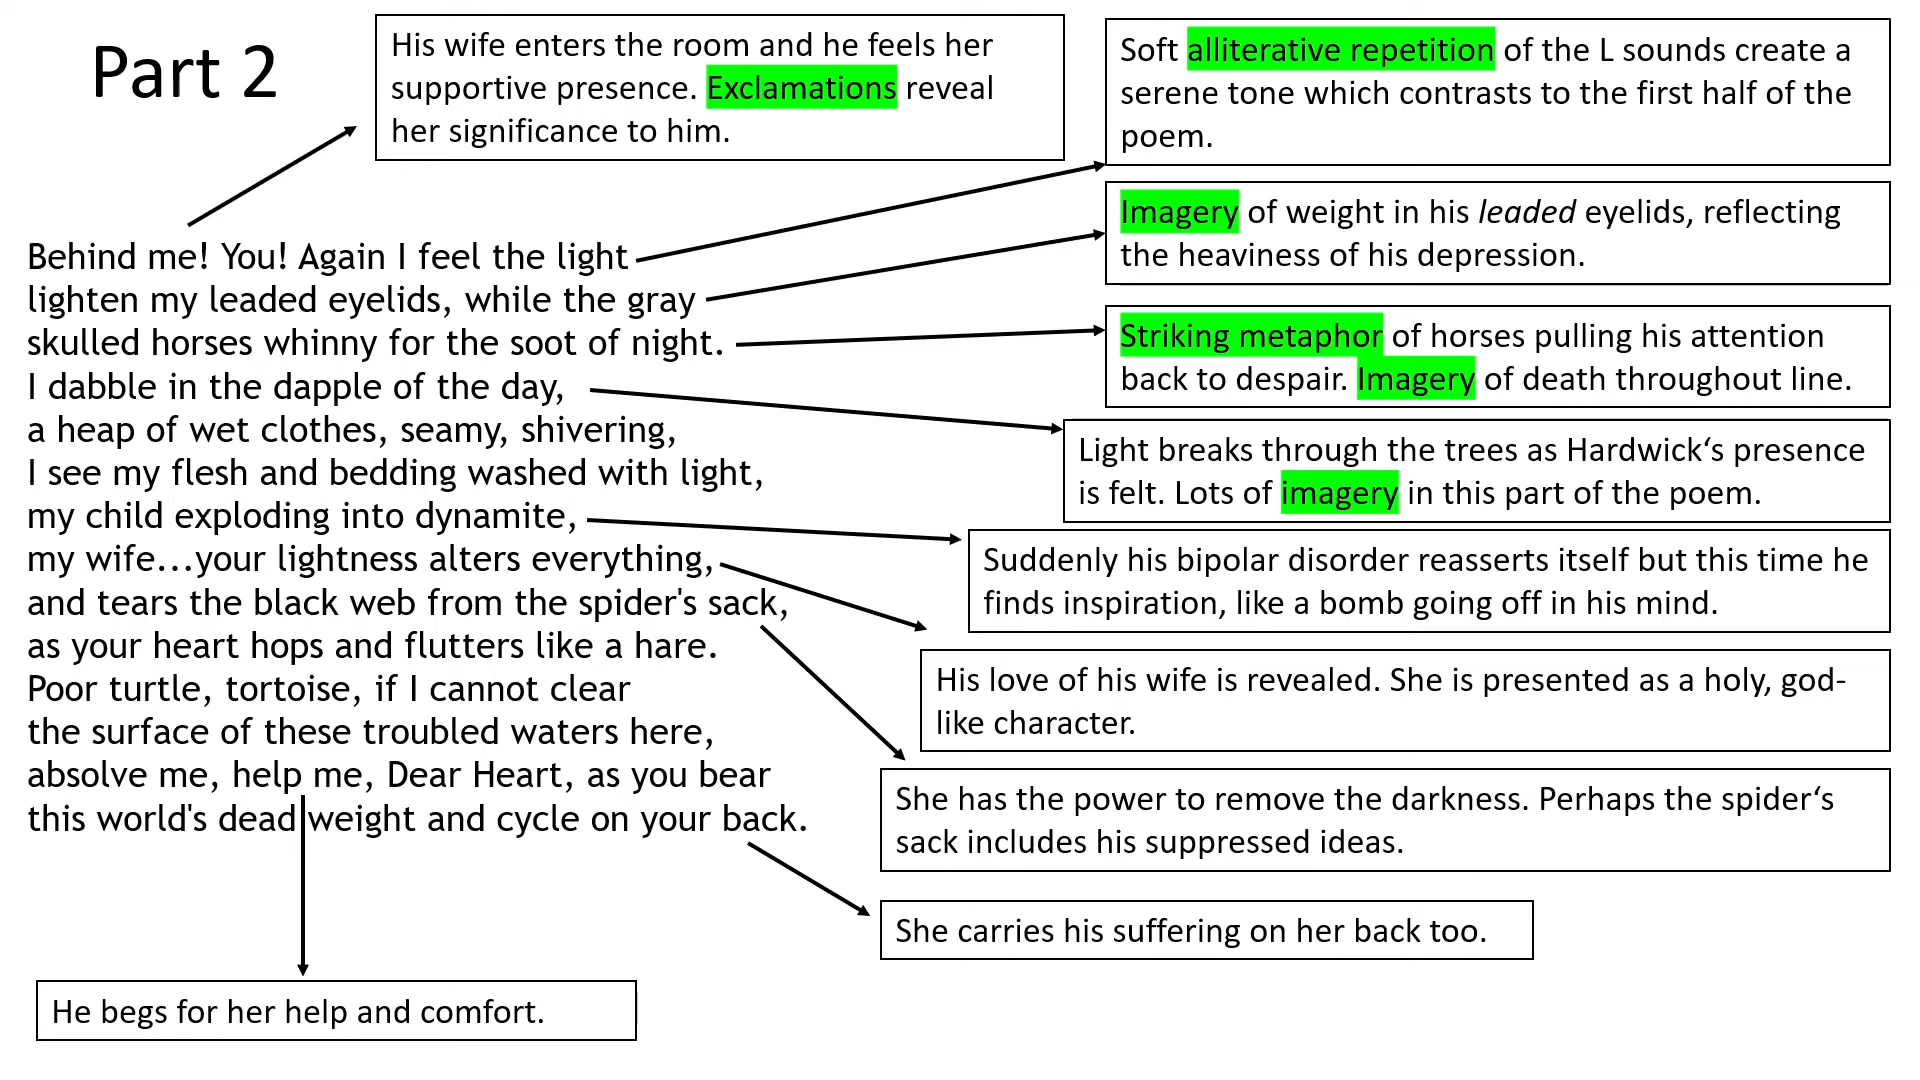 Part 2
His wife enters the room and he feels her
supportive presence. Exclamations reveal
her significance to him.
Soft alliterative repetition of the L sounds create a
serene tone which contrasts to the first half of the
poem.
Imagery of weight in his leaded eyelids, reflecting
the heaviness of his depression.
Striking metaphor of horses pulling his attention
back to despair. Imagery of death throughout line.
Light breaks through the trees as Hardwick‘s presence
is felt. Lots of imagery in this part of the poem.
Suddenly his bipolar disorder reasserts itself but this time he
finds inspiration, like a bomb going off in his mind.
His love of his wife is revealed. She is presented as a holy, god-
like character.
She has the power to remove the darkness. Perhaps the spider‘s
sack includes his suppressed ideas.
She carries his suffering on her back too.
Behind me! You! Again I feel the light
lighten my leaded eyelids, while the gray
skulled horses whinny for the soot of night.
I dabble in the dapple of the day,
a heap of wet clothes, seamy, shivering,
I see my flesh and bedding washed with light,
my child exploding into dynamite,
my wife...your lightness alters everything,
and tears the black web from the spider's sack,
as your heart hops and flutters like a hare.
Poor turtle, tortoise, if I cannot clear
the surface of these troubled waters here,
absolve me, help me, Dear Heart, as you bear
this world's dead weight and cycle on your back.
He begs for her help and comfort.